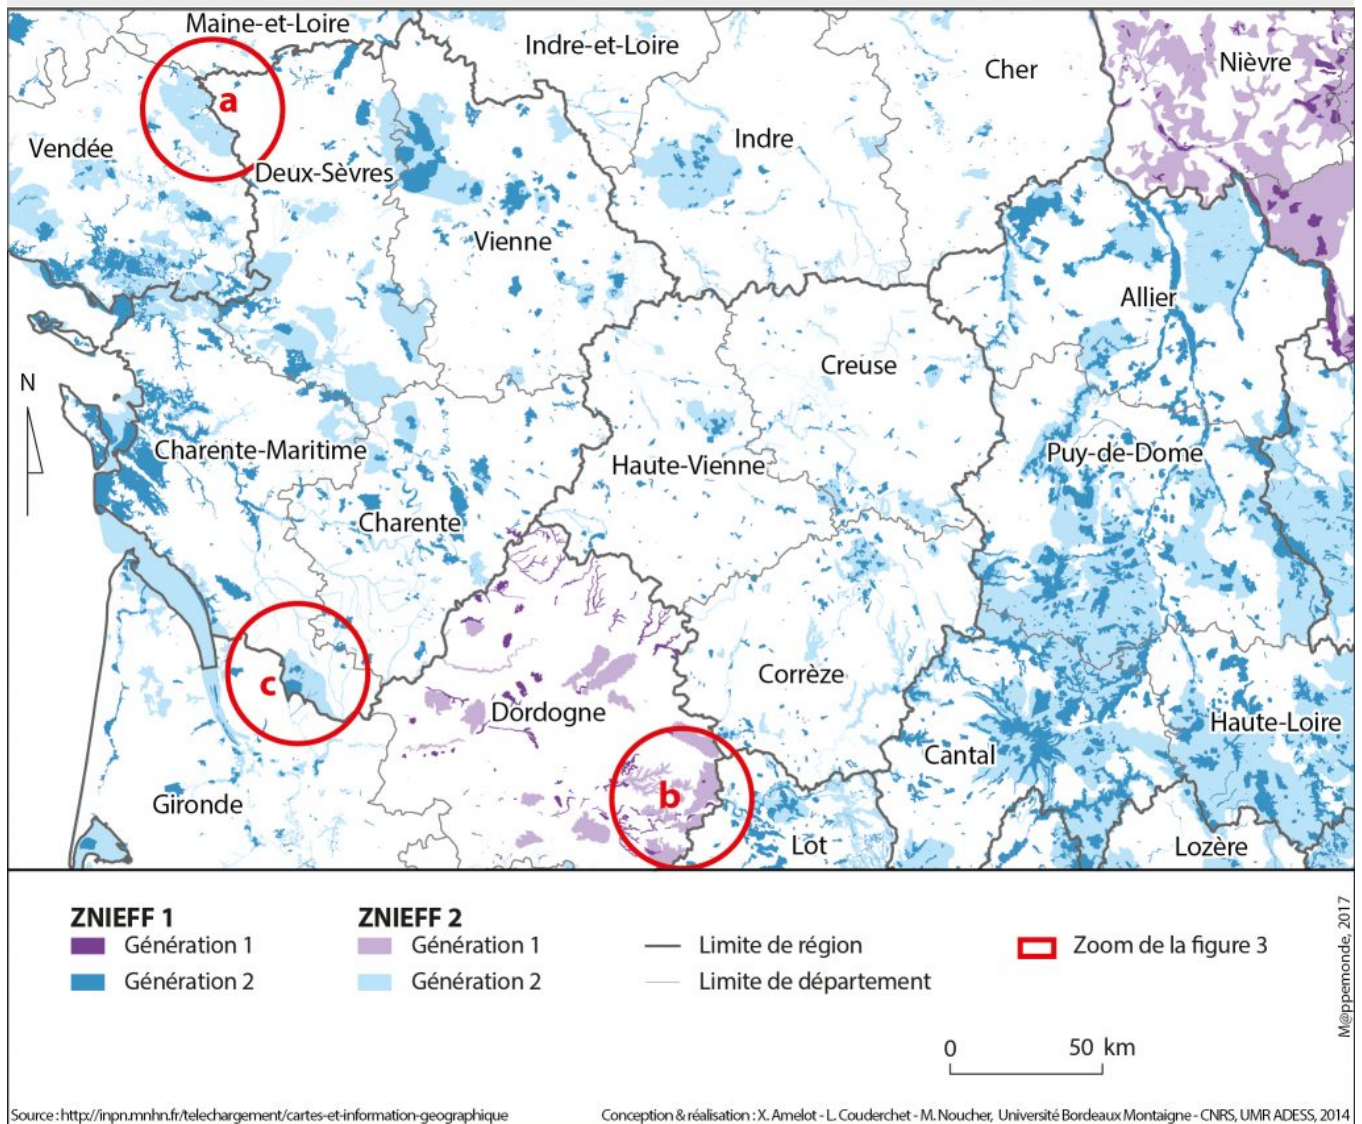 Maine-et-Loire
Indre-et-Loire
Cher
Nièvre
a
Vendée
Deux-Sèvres
Indre
Vienne
Allier
Creuse
N
Charente-Maritime
Haute-Vienne
Puy-de-Dome
Charente
c
Corrèze
Dordogne
Haute-Loire
Cantal
b
Gironde
Lot
Lozère
ZNIEFF 1
ZNIEFF 2
Génération 1
Génération 1
Limite de région
Zoom de la figure 3
Génération 2
Génération 2
Limite de département
M@ppemonde, 2017
0 50 km
Source : http://inpn.mnhn.fr/telechargement/cartes-et-information-geographique
Conception & réalisation : X. Amelot - L. Couderchet - M. Noucher, Université Bordeaux Montaigne - CNRS, UMR ADESS, 2014